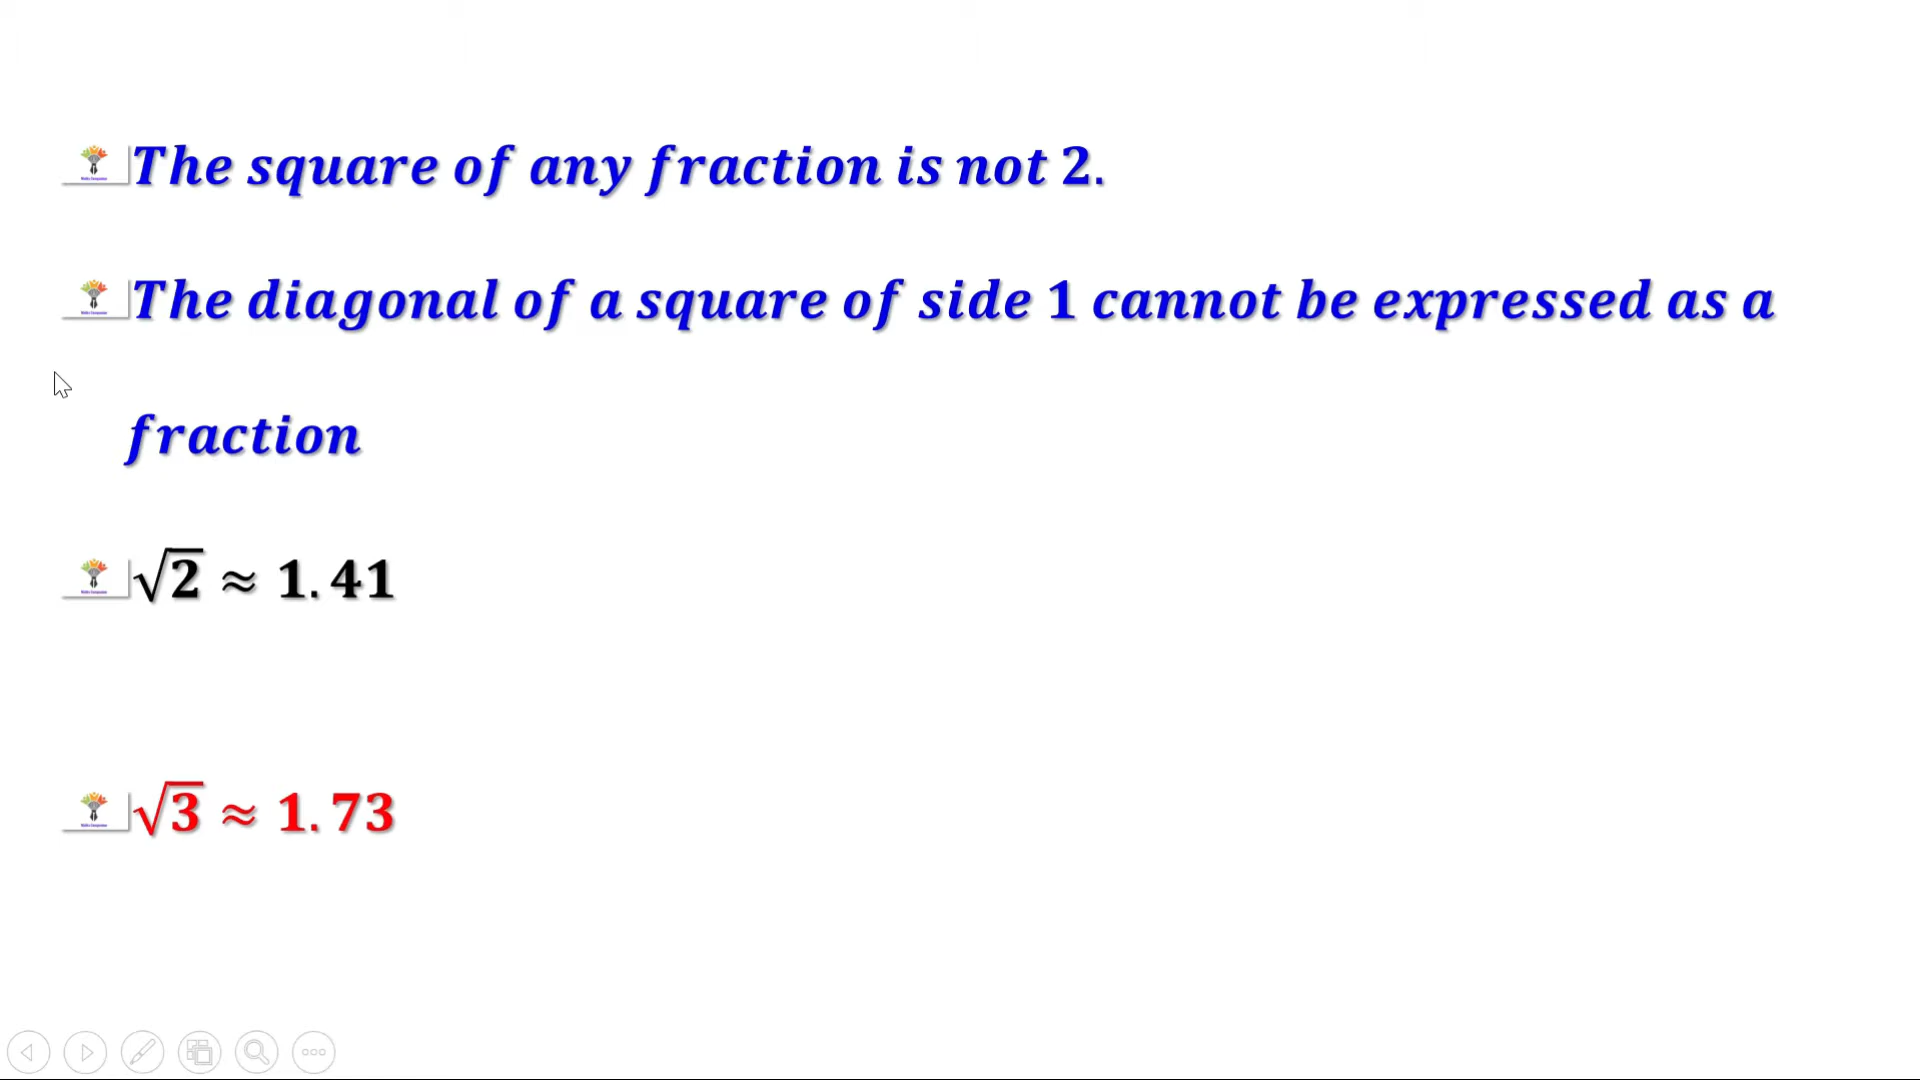 The square of any fraction is not 2.
The diagonal of a square of side 1 cannot be expressed as a
fraction
√2 ≈ 1.41
√3 ≈ 1.73